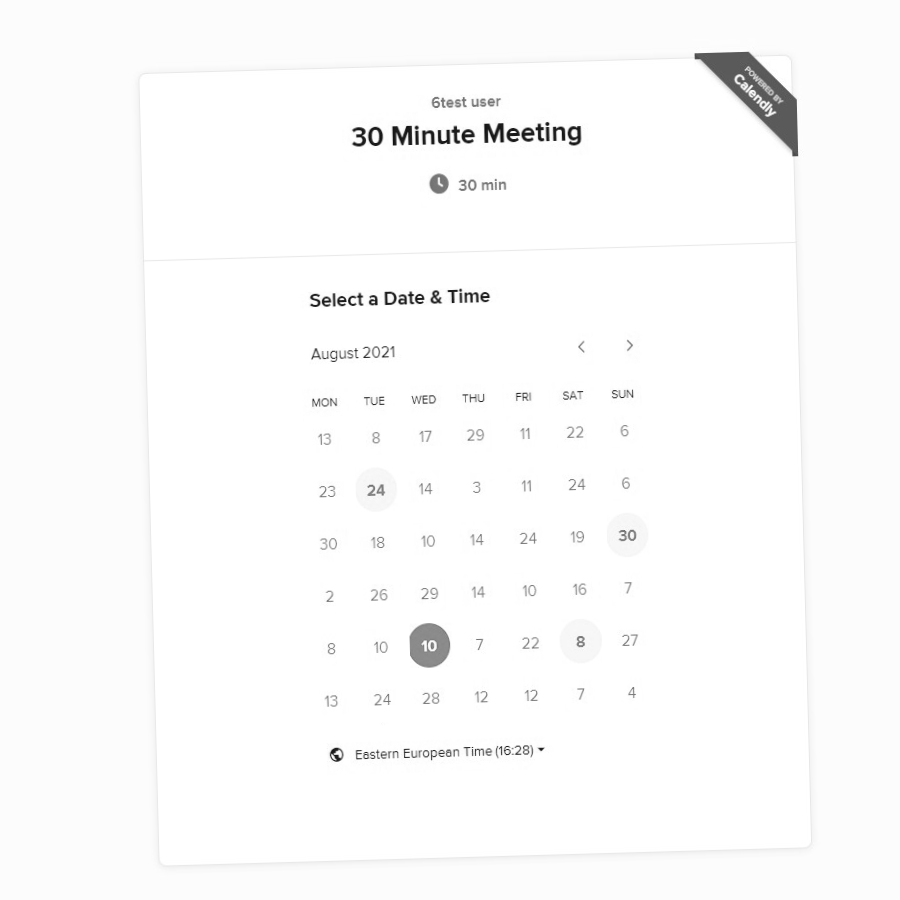 POWERED BY
Calendly
6test user
30 Minute Meeting
30 min
Select a Date & Time
August 2021
MON TUE WED THU FRI SAT SUN
13 8 17 29 11 22 6
23 24 14 3 11 24 6
30 18 10 14 24 19 30
2 26 29 14 10 16 7
8 10 10 7 22 8 27
13 24 28 12 12 7 4
Eastern European Time (16:28)